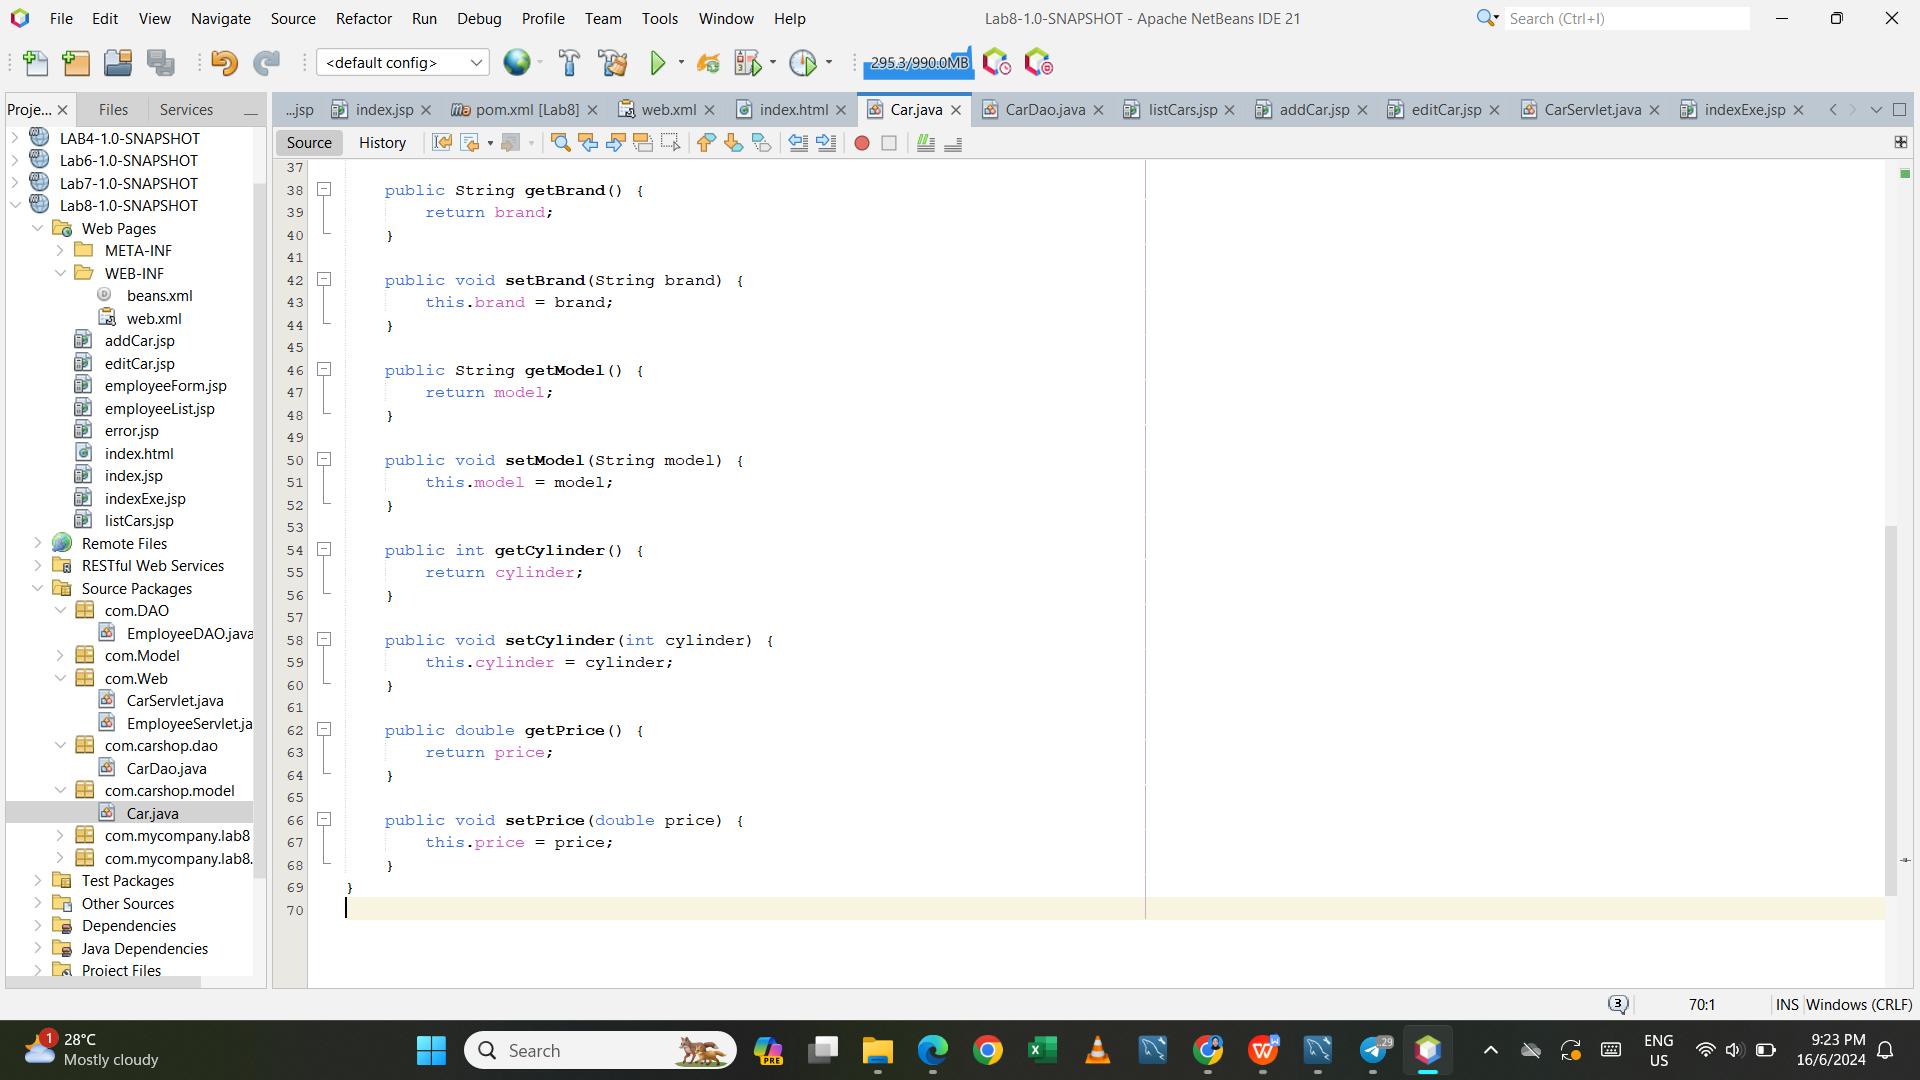 File Edit View Navigate Source Refactor Run Debug Profile Team Tools Window Help
Lab8-1.0-SNAPSHOT - Apache NetBeans IDE 21
Search (Ctrl+I)
<default config>
295.3/990.0MB
Proje...
Files
Services
...jsp
index.jsp
pom.xml [Lab8]
web.xml
index.html
Car.java
CarDao.java
listCars.jsp
addCar.jsp
editCar.jsp
CarServlet.java
indexExe.jsp
Source
History
LAB4-1.0-SNAPSHOT
Lab6-1.0-SNAPSHOT
Lab7-1.0-SNAPSHOT
Lab8-1.0-SNAPSHOT
Web Pages
META-INF
WEB-INF
beans.xml
web.xml
addCar.jsp
editCar.jsp
employeeForm.jsp
employeeList.jsp
error.jsp
index.html
index.jsp
indexExe.jsp
listCars.jsp
Remote Files
RESTful Web Services
Source Packages
com.DAO
EmployeeDAO.java
com.Model
com.Web
CarServlet.java
EmployeeServlet.ja
com.carshop.dao
CarDao.java
com.carshop.model
Car.java
com.mycompany.lab8
com.mycompany.lab8.
Test Packages
Other Sources
Dependencies
Java Dependencies
Project Files
37
38 public String getBrand() {
39 return brand;
40 }
41
42 public void setBrand(String brand) {
43 this.brand = brand;
44 }
45
46 public String getModel() {
47 return model;
48 }
49
50 public void setModel(String model) {
51 this.model = model;
52 }
53
54 public int getCylinder() {
55 return cylinder;
56 }
57
58 public void setCylinder(int cylinder) {
59 this.cylinder = cylinder;
60 }
61
62 public double getPrice() {
63 return price;
64 }
65
66 public void setPrice(double price) {
67 this.price = price;
68 }
69 }
70
3
70:1
INS
Windows (CRLF)
1
28°C
Mostly cloudy
Search
PRE
29
ENG
US
9:23 PM
16/6/2024